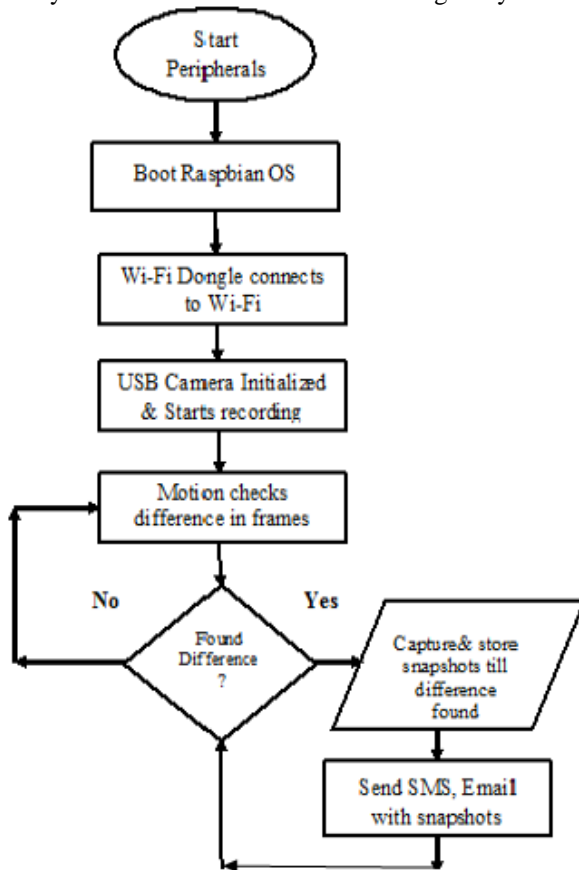 Start
Peripherals
Boot Raspbian OS
Wi-Fi Dongle connects
to Wi-Fi
USB Camera Initialized
& Starts recording
Motion checks
difference in frames
No
Yes
Found
Difference
?
Capture& store
snapshots till
difference
found
Send SMS, Email
with snapshots